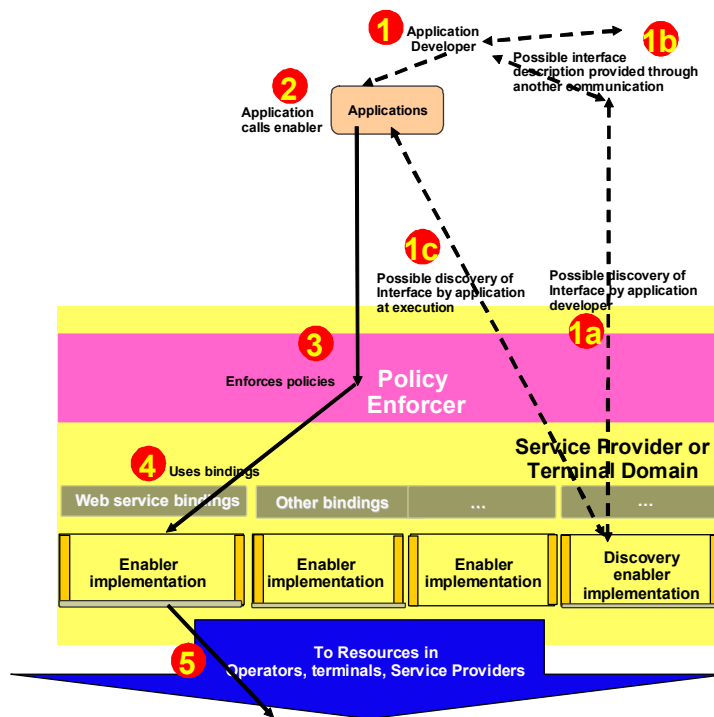 1
Application
Developer
1b
Possible interface
description provided through
another communication
2
Application
calls enabler
Applications
1c
Possible discovery of
Interface by application
at execution
Possible discovery of
Interface by application
developer
1a
3
Enforces policies
Policy
Enforcer
Service Provider or
Terminal Domain
4
Uses bindings
Web service bindings
Other bindings
...
...
Enabler
implementation
Enabler
implementation
Enabler
implementation
Discovery
enabler
implementation
5
To Resources in
Operators, terminals, Service Providers